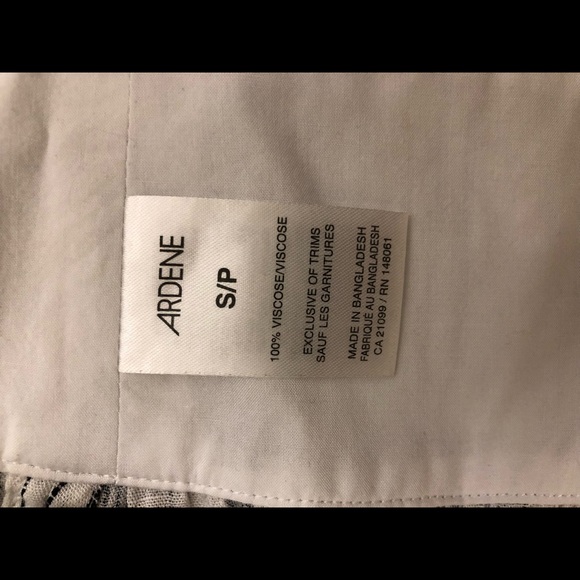 ARDENE
S/P
100% VISCOSE/VISCOSE
EXCLUSIVE OF TRIMS
SAUF LES GARNITURES
MADE IN BANGLADESH
FABRIQUÉ AU BANGLADESH
CA 21099 / RN 148061